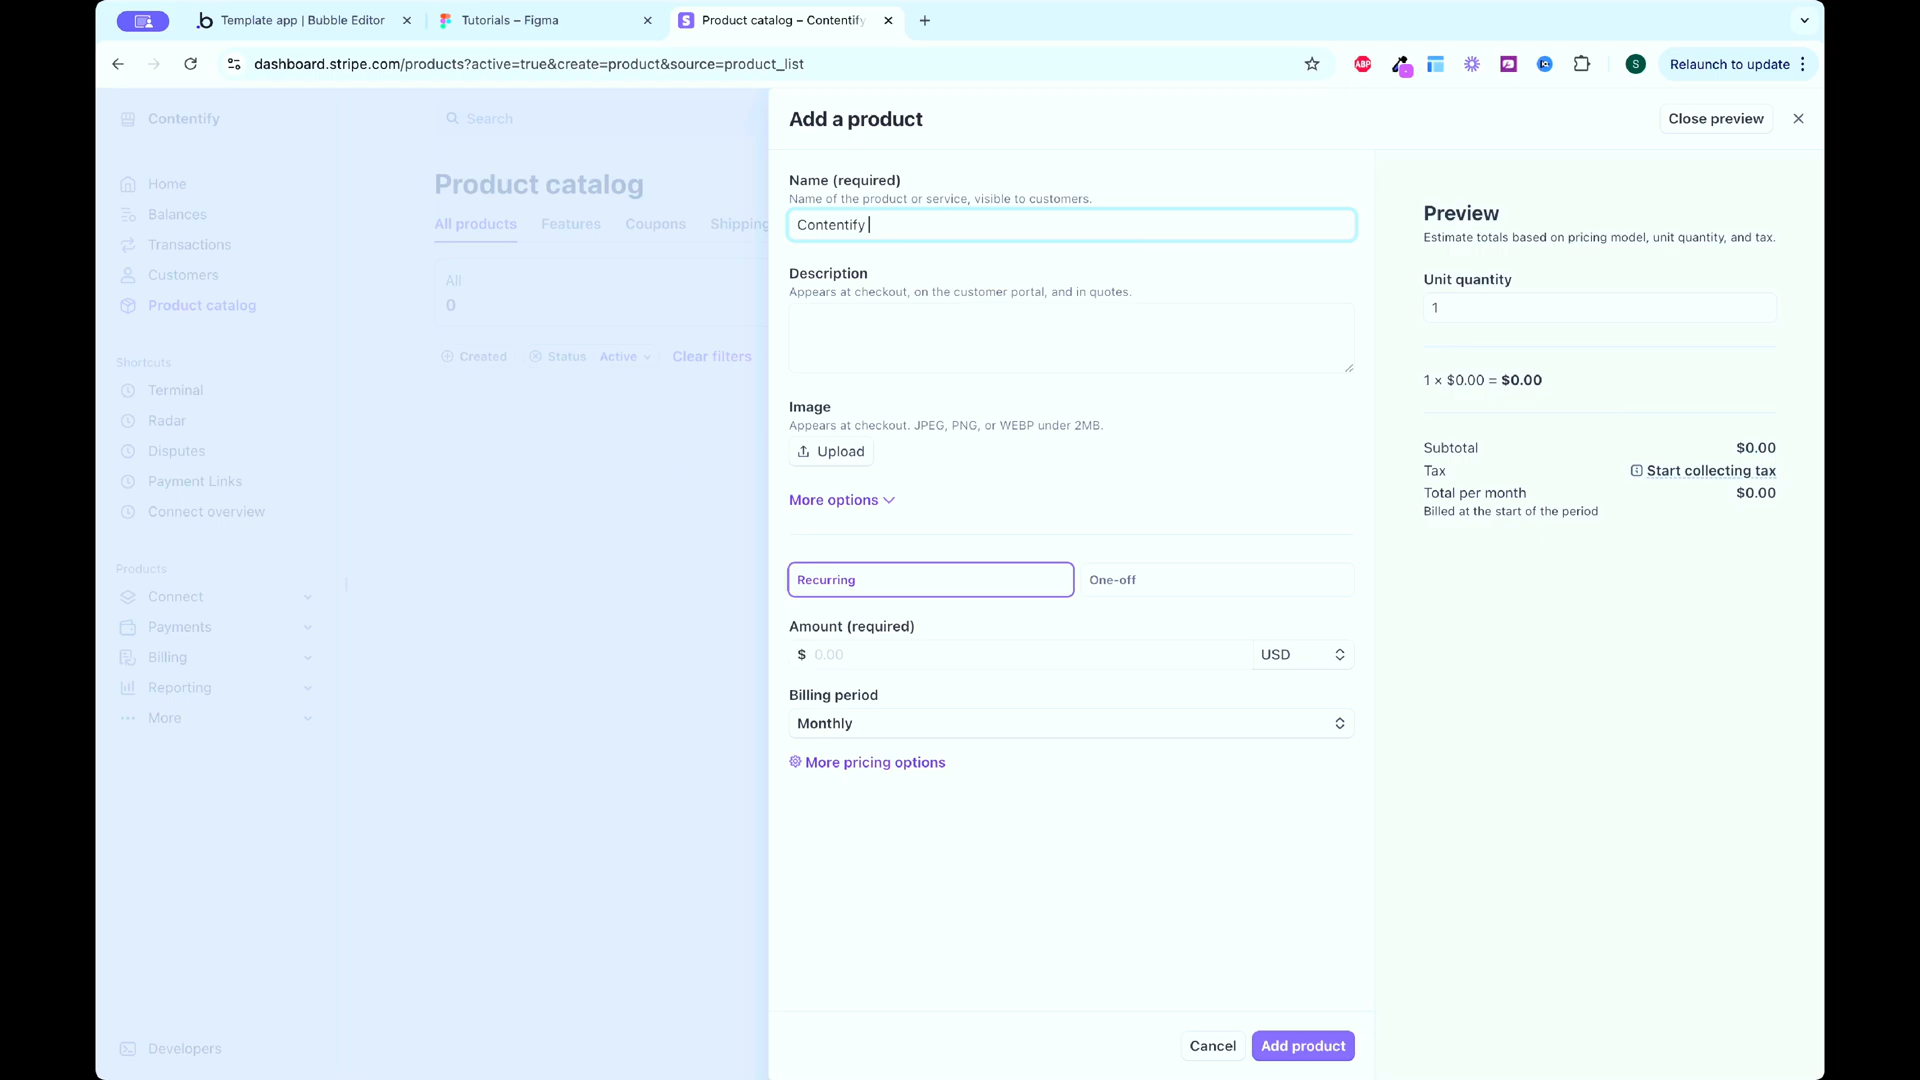 Template app | Bubble Editor
Tutorials – Figma
S Product catalog – Contentify
dashboard.stripe.com/products?active=true&create=product&source=product_list
ABP
S
Relaunch to update
Contentify
Search
Home
Balances
Transactions
Customers
Product catalog
Shortcuts
Terminal
Radar
Disputes
Payment Links
Connect overview
Products
Connect
Payments
Billing
Reporting
More
Developers
Product catalog
All products Features Coupons Shipping
All
0
Created Status Active Clear filters
Add a product
Close preview
Name (required)
Name of the product or service, visible to customers.
Contentify
Description
Appears at checkout, on the customer portal, and in quotes.
Image
Appears at checkout. JPEG, PNG, or WEBP under 2MB.
Upload
More options
Recurring One-off
Amount (required)
$ 0.00 USD
Billing period
Monthly
More pricing options
Cancel Add product
Preview
Estimate totals based on pricing model, unit quantity, and tax.
Unit quantity
1
1 × $0.00 = $0.00
Subtotal $0.00
Tax Start collecting tax
Total per month $0.00
Billed at the start of the period